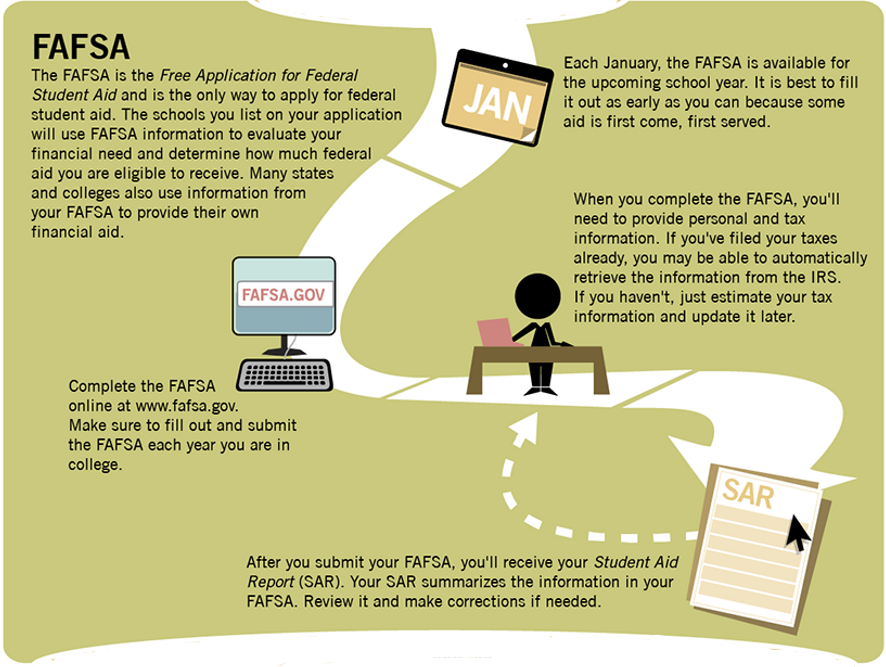 FAFSA
The FAFSA is the Free Application for Federal
Student Aid and is the only way to apply for federal
student aid. The schools you list on your application
will use FAFSA information to evaluate your
financial need and determine how much federal
aid you are eligible to receive. Many states
and colleges also use information from
your FAFSA to provide their own
financial aid.
JAN
Each January, the FAFSA is available for
the upcoming school year. It is best to fill
it out as early as you can because some
aid is first come, first served.
FAFSA.GOV
Complete the FAFSA
online at www.fafsa.gov.
Make sure to fill out and submit
the FAFSA each year you are in
college.
When you complete the FAFSA, you'll
need to provide personal and tax
information. If you've filed your taxes
already, you may be able to automatically
retrieve the information from the IRS.
If you haven't, just estimate your tax
information and update it later.
SAR
After you submit your FAFSA, you'll receive your Student Aid
Report (SAR). Your SAR summarizes the information in your
FAFSA. Review it and make corrections if needed.